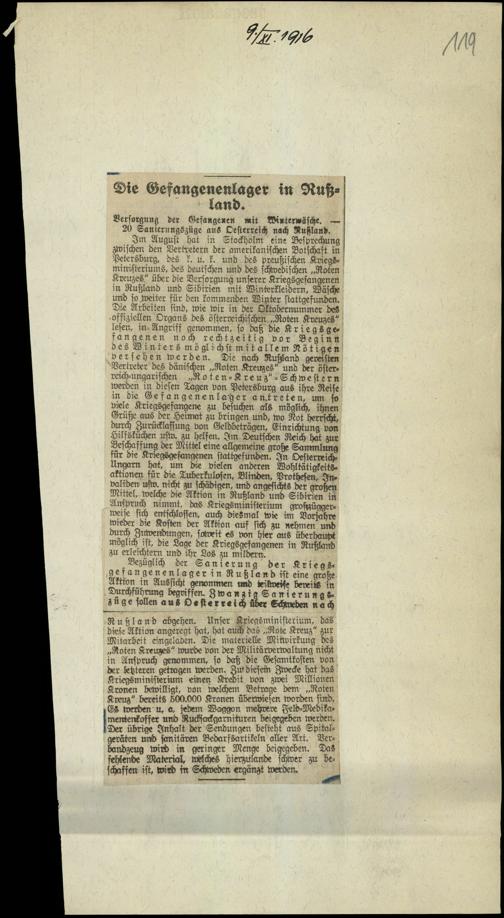 9/XI. 1916
119
Die Gefangenenlager in Ruß-
land.
Versorgung der Gefangenen mit Winterwäsche. —
20 Sanierungszüge aus Oesterreich nach Rußland.
Im August hat in Stockholm eine Besprechung
zwischen den Vertretern der amerikanischen Botschaft in
Petersburg, des k. u. k. und des preußischen Kriegs-
ministeriums, des deutschen und des schwedischen „Roten
Kreuzes" über die Versorgung unserer Kriegsgefangenen
in Rußland und Sibirien mit Winterkleidern, Wäsche
und so weiter für den kommenden Winter stattgefunden.
Die Arbeiten sind, wie wir in der Oktobernummer des
offiziellen Organs des österreichischen „Roten Kreuzes"
lesen, in Angriff genommen, so daß die Kriegsge-
fangenen noch rechtzeitig vor Beginn
des Winters möglichst mit allem Nötigen
versehen werden. Die nach Rußland gereisten
Vertreter des dänischen „Roten Kreuzes" und der öster-
reich-ungarischen „Roten-Kreuz"-Schwestern
werden in diesen Tagen von Petersburg aus ihre Reise
in die Gefangenenlager antreten, um so
viele Kriegsgefangene zu besuchen als möglich, ihnen
Grüße aus der Heimat zu bringen und, wo Not herrscht,
durch Zurücklassung von Geldbeträgen, Einrichtung von
Hilfsküchen usw. zu helfen. Im Deutschen Reich hat zur
Beschaffung der Mittel eine allgemeine große Sammlung
für die Kriegsgefangenen stattgefunden. In Oesterreich-
Ungarn hat, um die vielen anderen Wohltätigkeits-
aktionen für die Tuberkulosen, Blinden, Prothesen, In-
validen usw. nicht zu schädigen, und angesichts der großen
Mittel, welche die Aktion in Rußland und Sibirien in
Anspruch nimmt, das Kriegsministerium großzügiger-
weise sich entschlossen, auch diesmal wie im Vorjahre
wieder die Kosten der Aktion auf sich zu nehmen und
durch Zuwendungen, soweit es von hier aus überhaupt
möglich ist, die Lage der Kriegsgefangenen in Rußland
zu erleichtern und ihr Los zu mildern.
Bezüglich der Sanierung der Kriegs-
gefangenenlager in Rußland ist eine große
Aktion in Aussicht genommen und teilweise bereits in
Durchführung begriffen. Zwanzig Sanierungs-
züge sollen aus Oesterreich über Schweden nach
Rußland abgehen. Unser Kriegsministerium, das
diese Aktion angeregt hat, hat auch das „Rote Kreuz" zur
Mitarbeit eingeladen. Die materielle Mitwirkung des
„Roten Kreuzes" wurde von der Militärverwaltung nicht
in Anspruch genommen, so daß die Gesamtkosten von
der letzteren getragen werden. Zu diesem Zwecke hat das
Kriegsministerium einen Kredit von zwei Millionen
Kronen bewilligt, von welchem Betrage dem „Roten
Kreuz" bereits 500.000 Kronen überwiesen worden sind.
Es werden u. a. jedem Waggon mehrere Feld-Medika-
mentenkoffer und Rucksackgarnituren beigegeben werden.
Der übrige Inhalt der Sendungen besteht aus Spital-
geräten und sanitären Bedarfsartikeln aller Art. Ver-
bandzeug wird in geringer Menge beigegeben. Das
fehlende Material, welches hierzulande schwer zu be-
schaffen ist, wird in Schweden ergänzt werden.